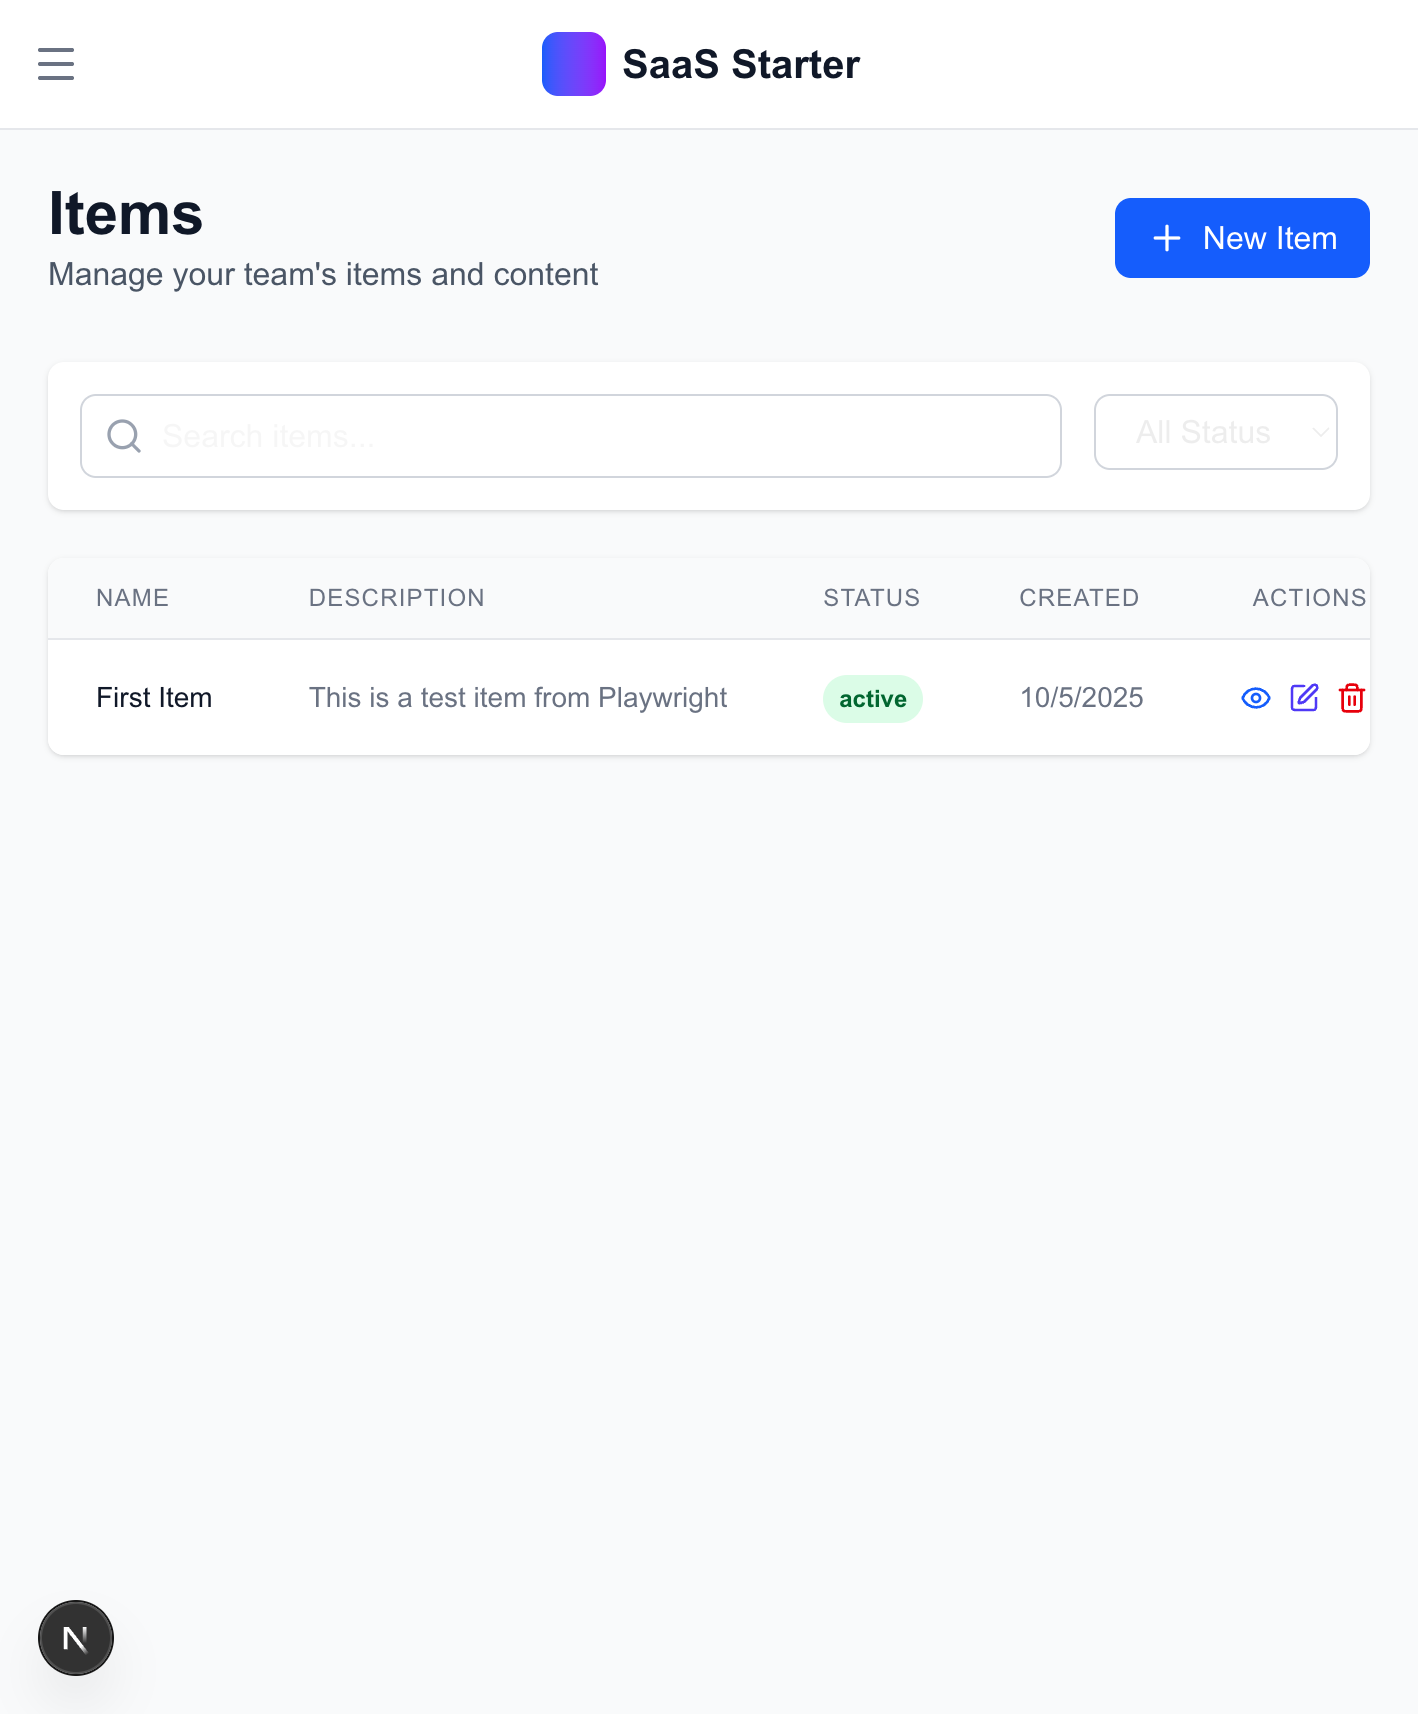 SaaS Starter
Items
Manage your team's items and content
New Item
Search items...
All Status
NAME DESCRIPTION STATUS CREATED ACTIONS
First Item This is a test item from Playwright active 10/5/2025
N